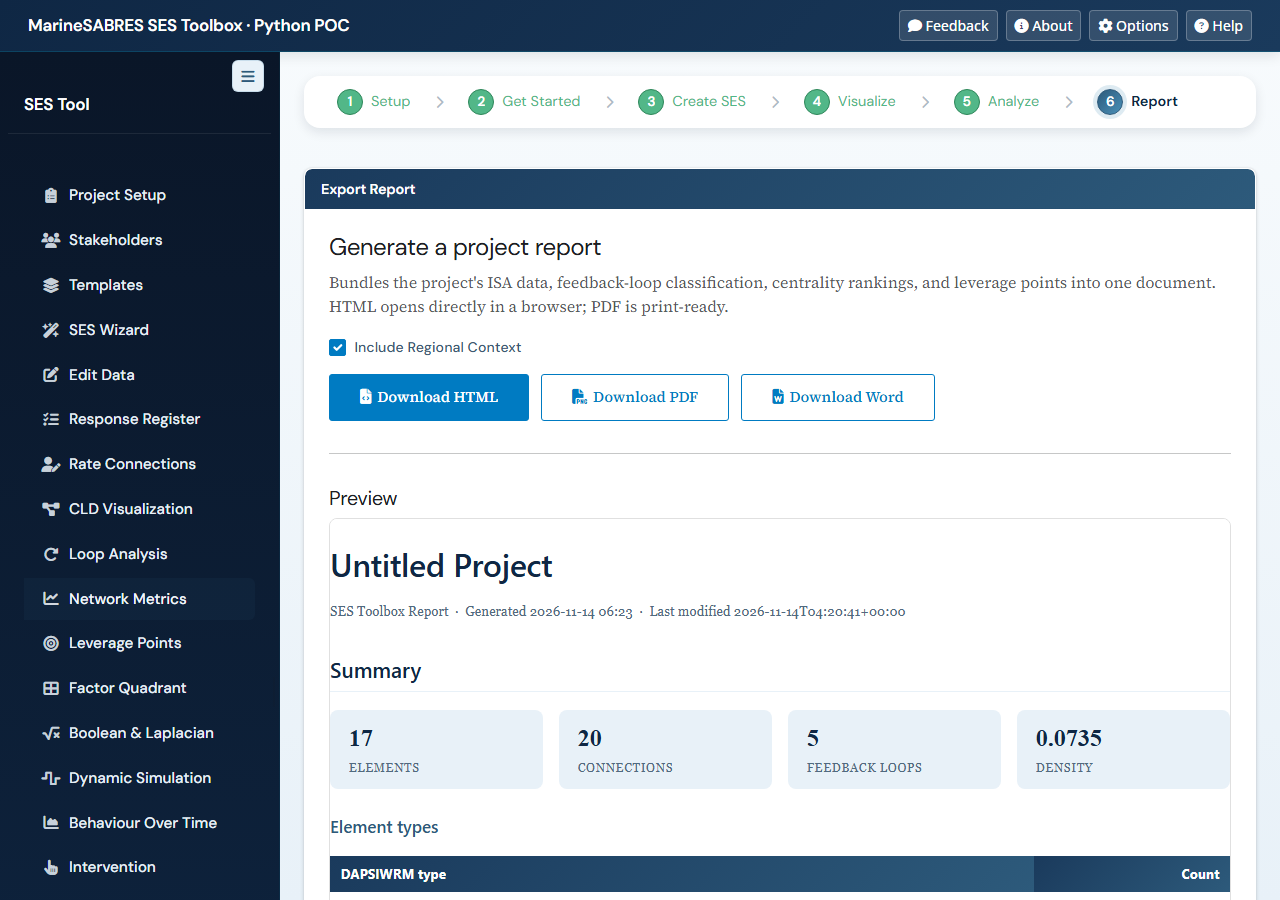 MarineSABRES SES Toolbox · Python POC
Feedback
About
Options
Help
SES Tool
Project Setup
Stakeholders
Templates
SES Wizard
Edit Data
Response Register
Rate Connections
CLD Visualization
Loop Analysis
Network Metrics
Leverage Points
Factor Quadrant
Boolean & Laplacian
Dynamic Simulation
Behaviour Over Time
Intervention
1 Setup
2 Get Started
3 Create SES
4 Visualize
5 Analyze
6 Report
Export Report
Generate a project report
Bundles the project's ISA data, feedback-loop classification, centrality rankings, and leverage points into one document.
HTML opens directly in a browser; PDF is print-ready.
Include Regional Context
Download HTML
Download PDF
Download Word
Preview
Untitled Project
SES Toolbox Report · Generated 2026-11-14 06:23 · Last modified 2026-11-14T04:20:41+00:00
Summary
17
ELEMENTS
20
CONNECTIONS
5
FEEDBACK LOOPS
0.0735
DENSITY
Element types
DAPSIWRM type
Count